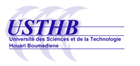 USTHB
Université des Sciences et de la Technologie
Houari Boumediene